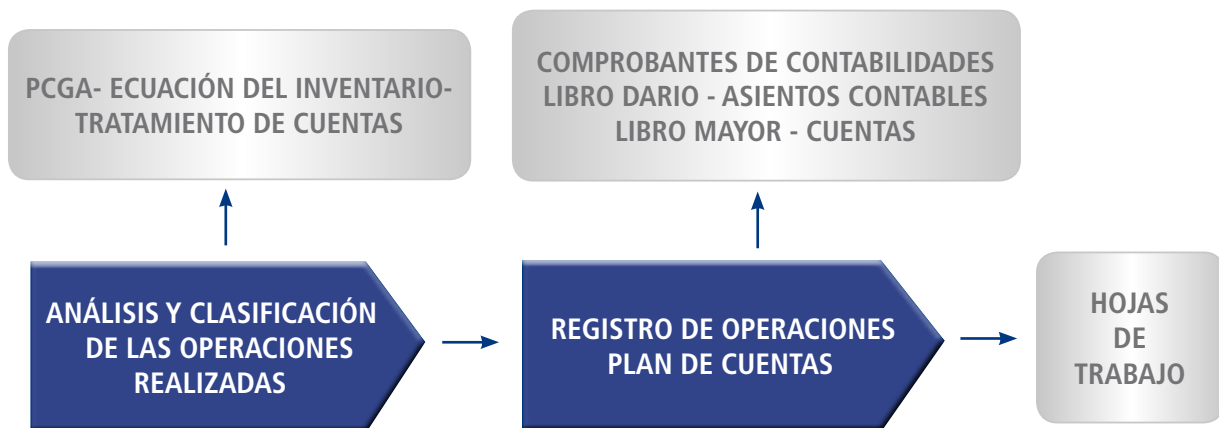 PCGA- ECUACIÓN DEL INVENTARIO-
TRATAMIENTO DE CUENTAS
COMPROBANTES DE CONTABILIDADES
LIBRO DARIO - ASIENTOS CONTABLES
LIBRO MAYOR - CUENTAS
ANÁLISIS Y CLASIFICACIÓN
DE LAS OPERACIONES
REALIZADAS
REGISTRO DE OPERACIONES
PLAN DE CUENTAS
HOJAS
DE
TRABAJO